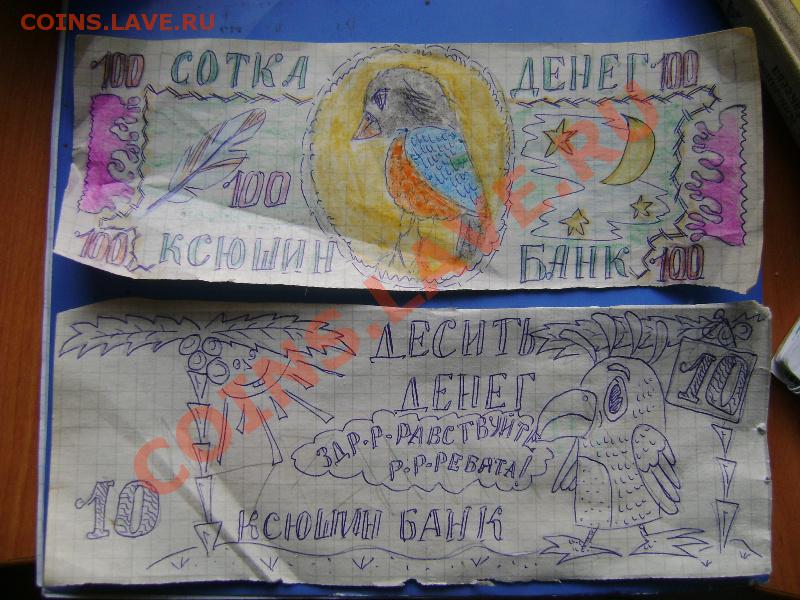 COINS.LAVE.RU
100 СОТКА ДЕНЕГ 100
100
100 КСЮШИН БАНК 100
ДЕСИТЬ
ДЕНЕГ
10
ЗДР-Р-РАВСТВУЙТИ
Р-Р-РЕБЯТА!
10
КСЮШИН БАНК
COINS.LAVE.RU